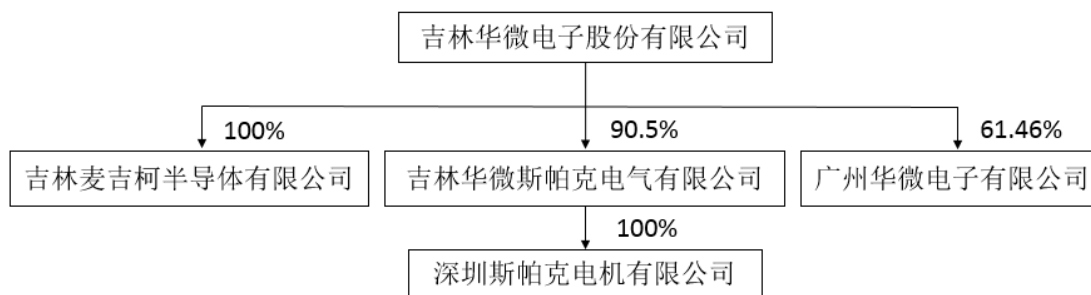 吉林华微电子股份有限公司
100%
90.5%
61.46%
吉林麦吉柯半导体有限公司
吉林华微斯帕克电气有限公司
广州华微电子有限公司
100%
深圳斯帕克电机有限公司